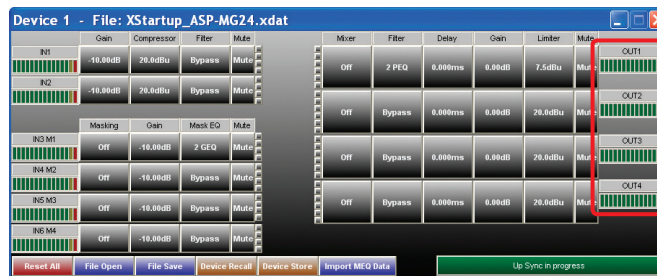 Device 1 - File: XStartup_ASP-MG24.xdat
Gain Compressor Filter Mute Mixer Filter Delay Gain Limiter Mute
IN1 -10.00dB 20.0dBu Bypass Mute Off 2 PEQ 0.000ms 0.00dB 7.5dBu Mute OUT1
IN2 -10.00dB 20.0dBu Bypass Mute Off Bypass 0.000ms 0.00dB 20.0dBu Mute OUT2
Masking Gain Mask EQ Mute
IN3 M1 Off -10.00dB 2 GEQ Mute Off Bypass 0.000ms 0.00dB 20.0dBu Mute OUT3
IN4 M2 Off -10.00dB Bypass Mute Off Bypass 0.000ms 0.00dB 20.0dBu Mute OUT4
IN5 M3 Off -10.00dB Bypass Mute
IN6 M4 Off -10.00dB Bypass Mute
Reset All File Open File Save Device Recall Device Store Import MEQ Data Up Sync in progress